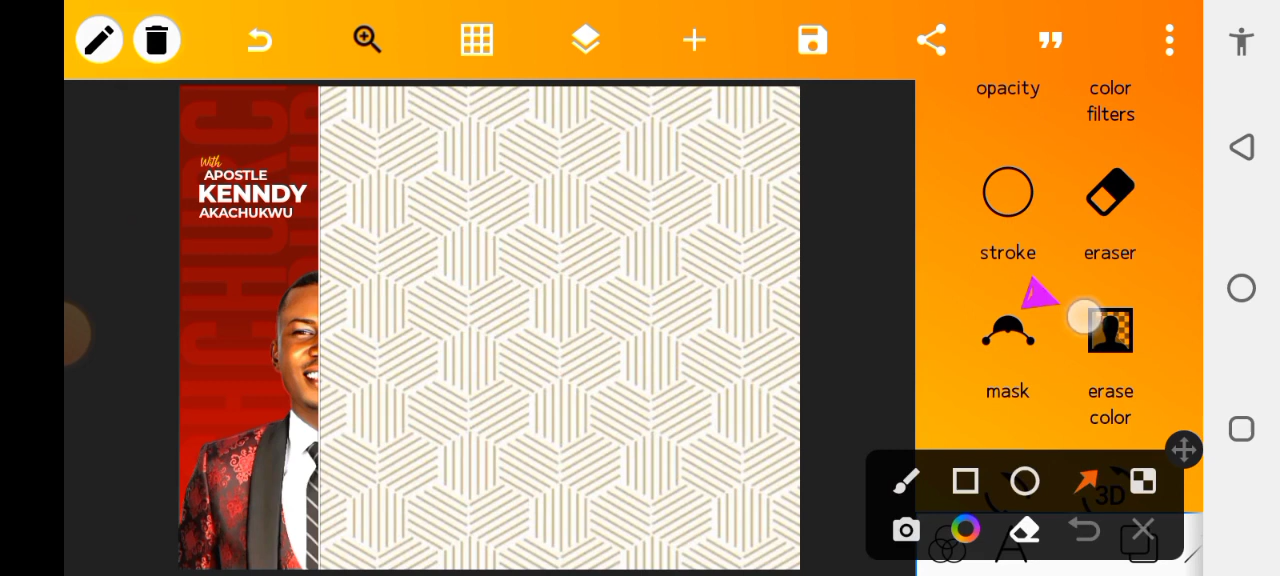 opacity
color
filters
With
APOSTLE
KENNDY
AKACHUKWU
stroke
eraser
mask
erase
color
3D